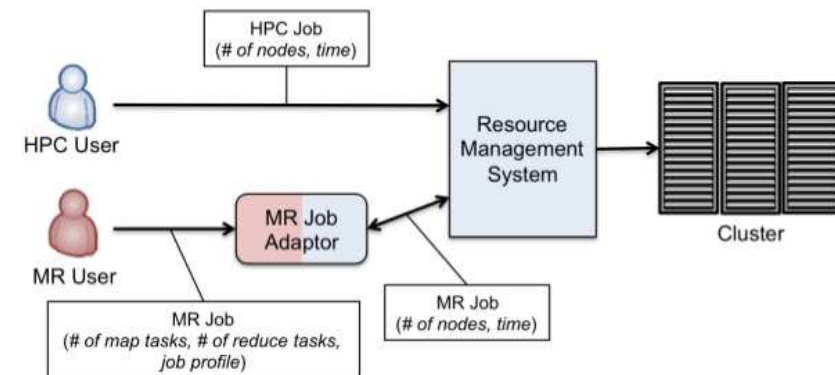 HPC Job
(# of nodes, time)
HPC User
Resource
Management
System
Cluster
MR Job
Adaptor
MR User
MR Job
(# of nodes, time)
MR Job
(# of map tasks, # of reduce tasks,
job profile)